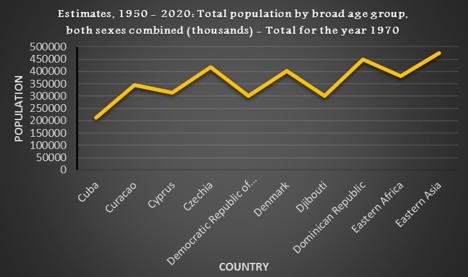 Estimates, 1950 – 2020: Total population by broad age group,
both sexes combined (thousands) – Total for the year 1970
POPULATION
500000
450000
400000
350000
300000
250000
200000
150000
100000
50000
0
Cuba
Curacao
Cyprus
Czechia
Democratic Republic of...
Denmark
Djibouti
Dominican Republic
Eastern Africa
Eastern Asia
COUNTRY